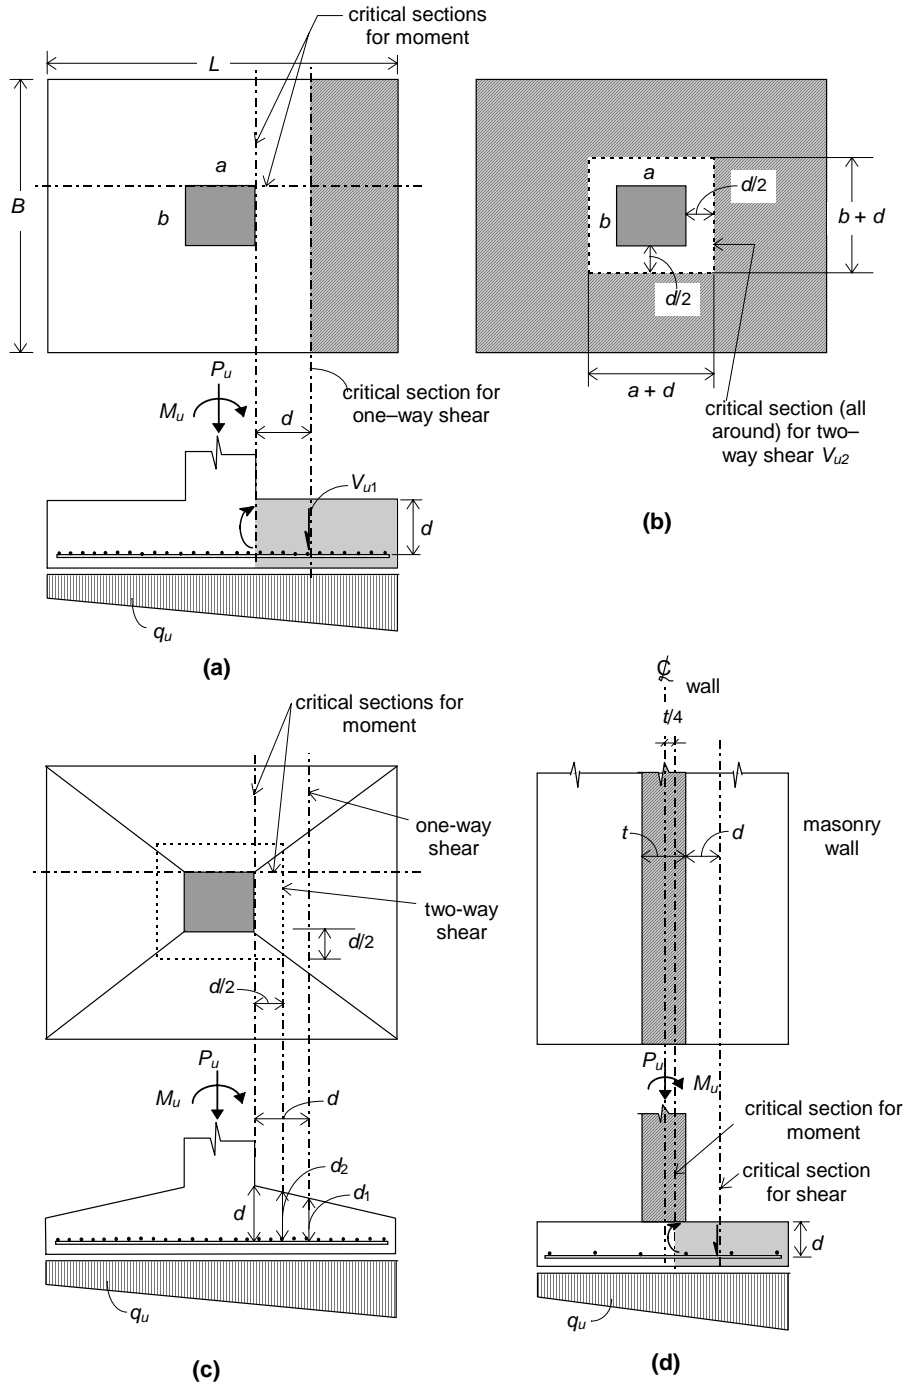 critical sections
for moment
L
a
b
B
P_u
M_u
d
critical section for
one–way shear
V_u1
d
q_u
(a)
a
b
d/2
d/2
b + d
a + d
critical section (all
around) for two–
way shear V_u2
(b)
critical sections for
moment
one-way
shear
two-way
shear
d/2
d/2
P_u
M_u
d
d_2
d_1
d
q_u
(c)
℄
wall
t/4
t
d
masonry
wall
P_u
M_u
critical section for
moment
critical section
for shear
d
q_u
(d)